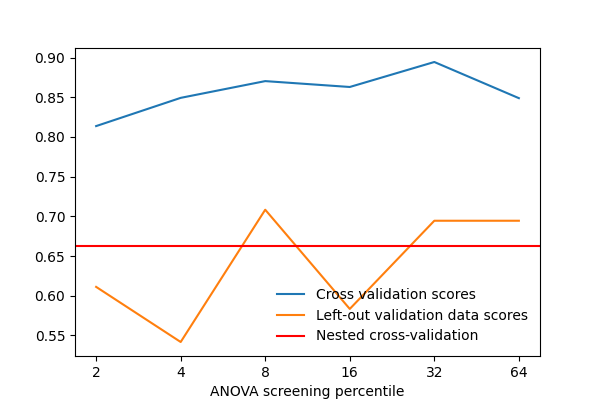 0.90
0.85
0.80
0.75
0.70
0.65
0.60
0.55
Cross validation scores
Left-out validation data scores
Nested cross-validation
2 4 8 16 32 64
ANOVA screening percentile